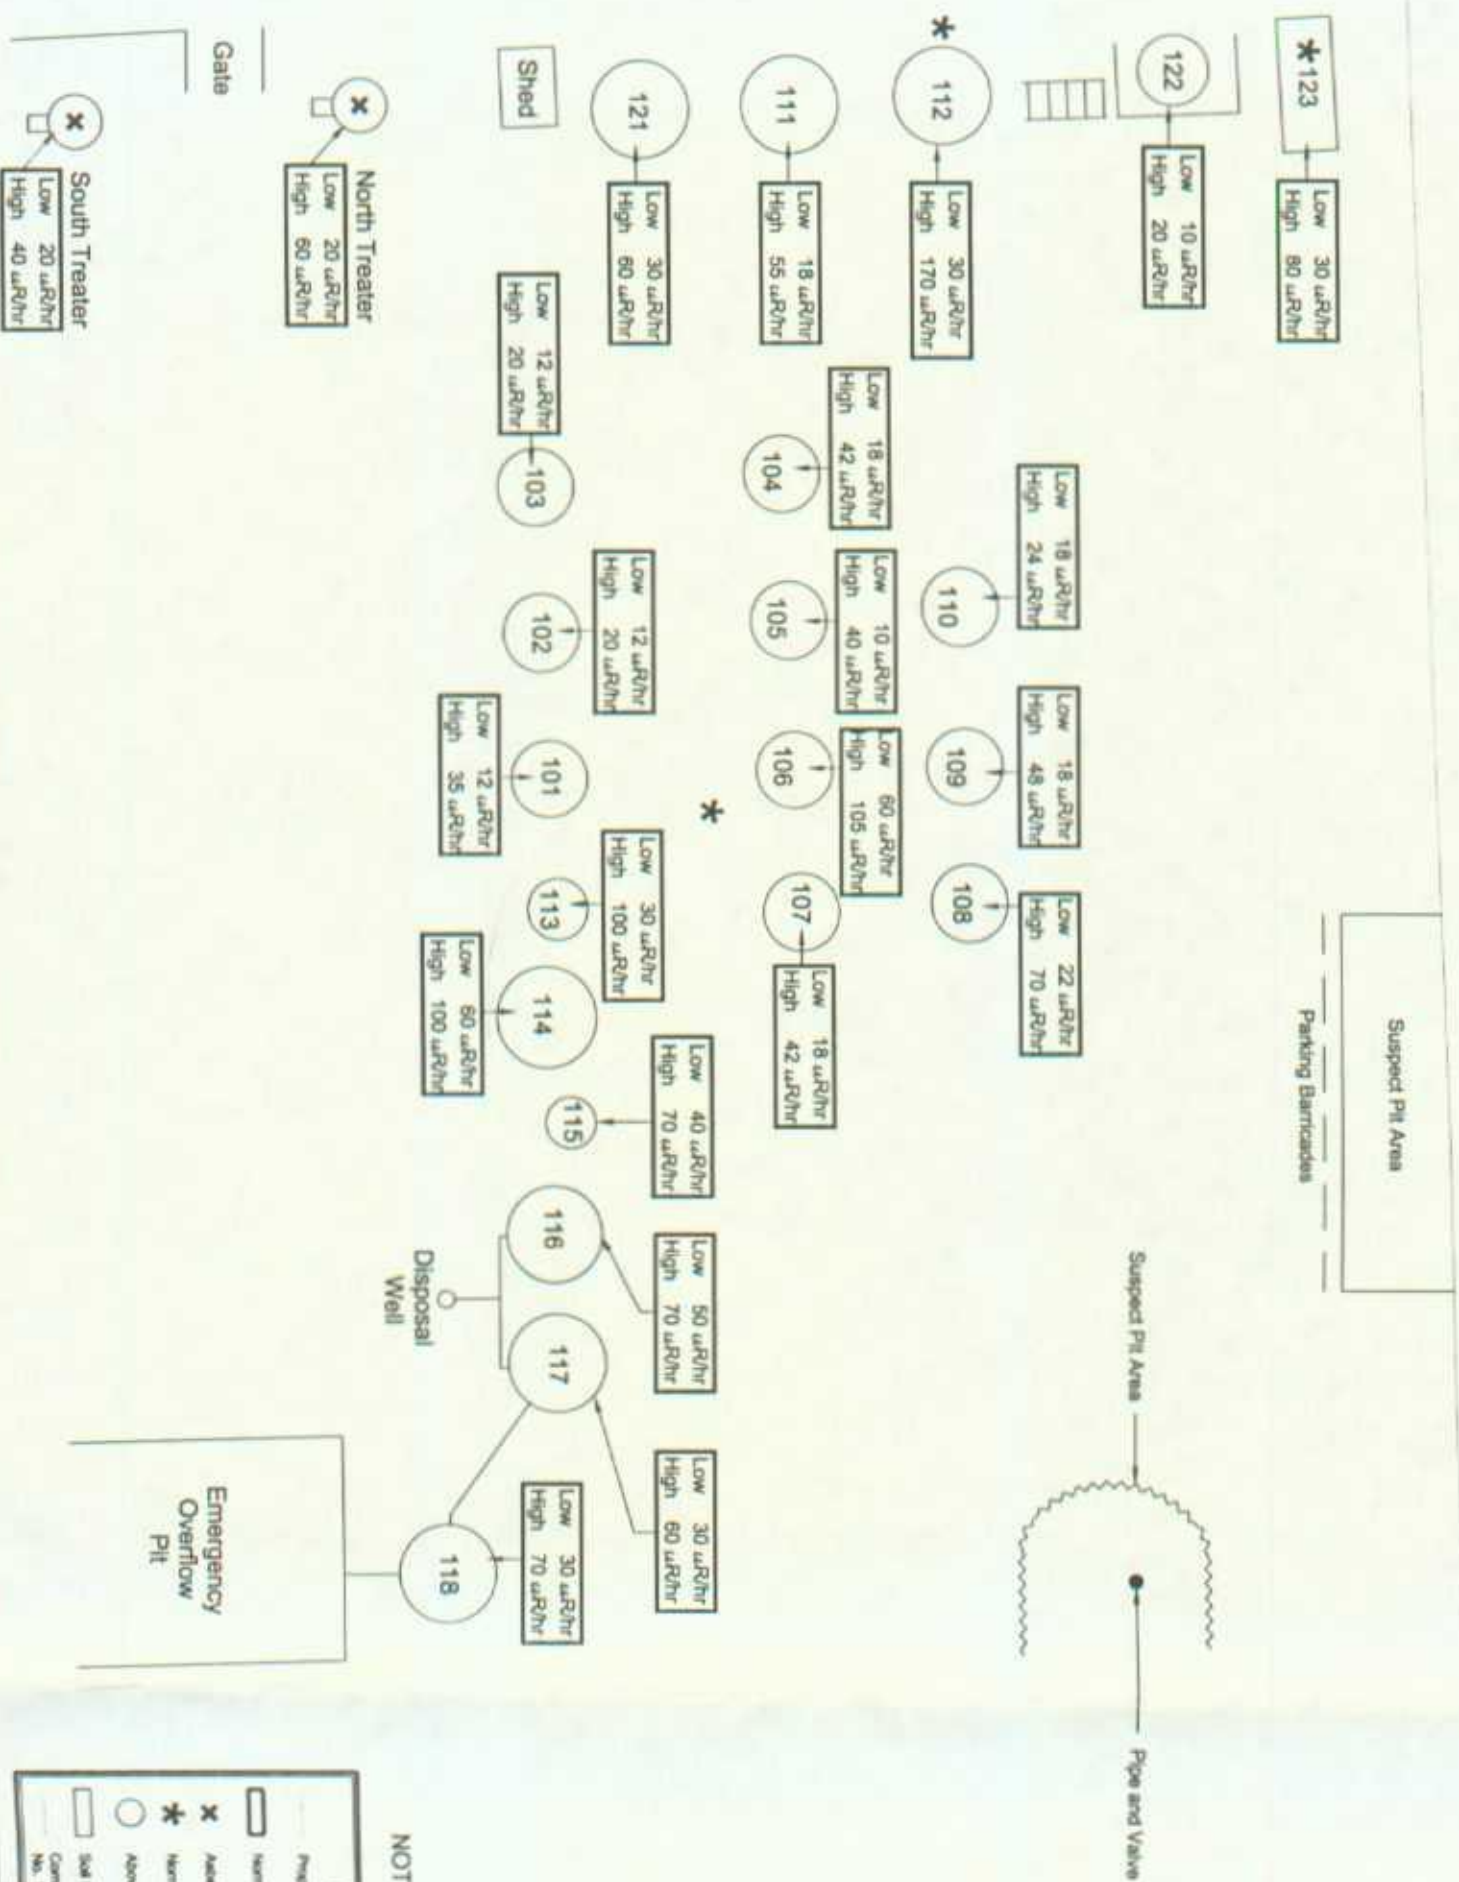 Suspect Pit Area
Parking Barricades
Suspect Pit Area
Pipe and Valve
*123
Low 30 uR/hr
High 80 uR/hr
122
Low 10 uR/hr
High 20 uR/hr
*
112
Low 30 uR/hr
High 170 uR/hr
111
Low 18 uR/hr
High 55 uR/hr
121
Low 30 uR/hr
High 60 uR/hr
Shed
Low 18 uR/hr
High 24 uR/hr
110
Low 18 uR/hr
High 48 uR/hr
109
Low 22 uR/hr
High 70 uR/hr
108
Low 18 uR/hr
High 42 uR/hr
104
Low 10 uR/hr
High 40 uR/hr
105
Low 60 uR/hr
High 105 uR/hr
106
107
Low 18 uR/hr
High 42 uR/hr
*
Low 12 uR/hr
High 20 uR/hr
103
Low 12 uR/hr
High 20 uR/hr
102
101
Low 12 uR/hr
High 35 uR/hr
Low 30 uR/hr
High 100 uR/hr
113
114
Low 60 uR/hr
High 100 uR/hr
Low 40 uR/hr
High 70 uR/hr
115
Low 50 uR/hr
High 70 uR/hr
116
Low 30 uR/hr
High 60 uR/hr
117
Disposal
Well
Low 30 uR/hr
High 70 uR/hr
118
Emergency
Overflow
Pit
Gate
North Treater
x
Low 20 uR/hr
High 60 uR/hr
South Treater
x
Low 20 uR/hr
High 40 uR/hr
NOT
x
*
Soil
No.